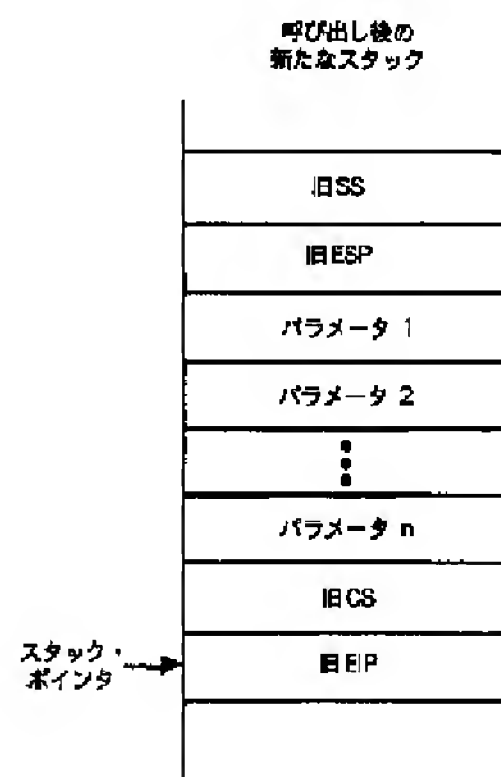 呼び出し後の
新たなスタック
旧SS
旧ESP
パラメータ 1
パラメータ 2
パラメータ n
旧CS
スタック・
ポインタ
旧EIP